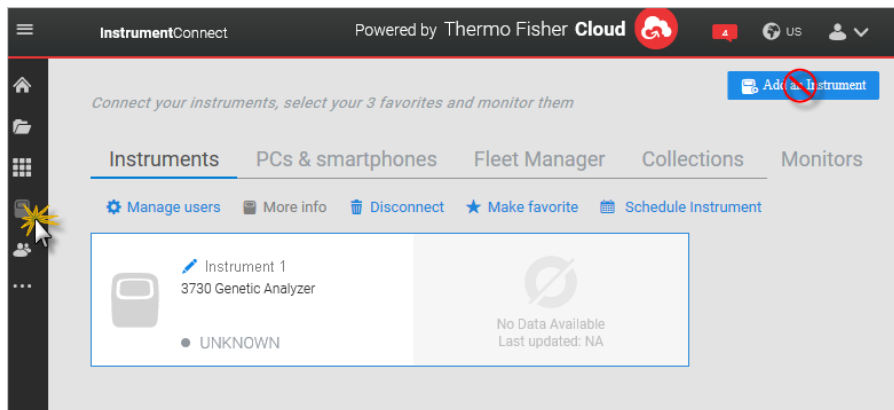 InstrumentConnect Powered by Thermo Fisher Cloud 4 US
Add an Instrument
Connect your instruments, select your 3 favorites and monitor them
Instruments PCs & smartphones Fleet Manager Collections Monitors
Manage users More info Disconnect Make favorite Schedule Instrument
Instrument 1
3730 Genetic Analyzer
UNKNOWN
No Data Available
Last updated: NA